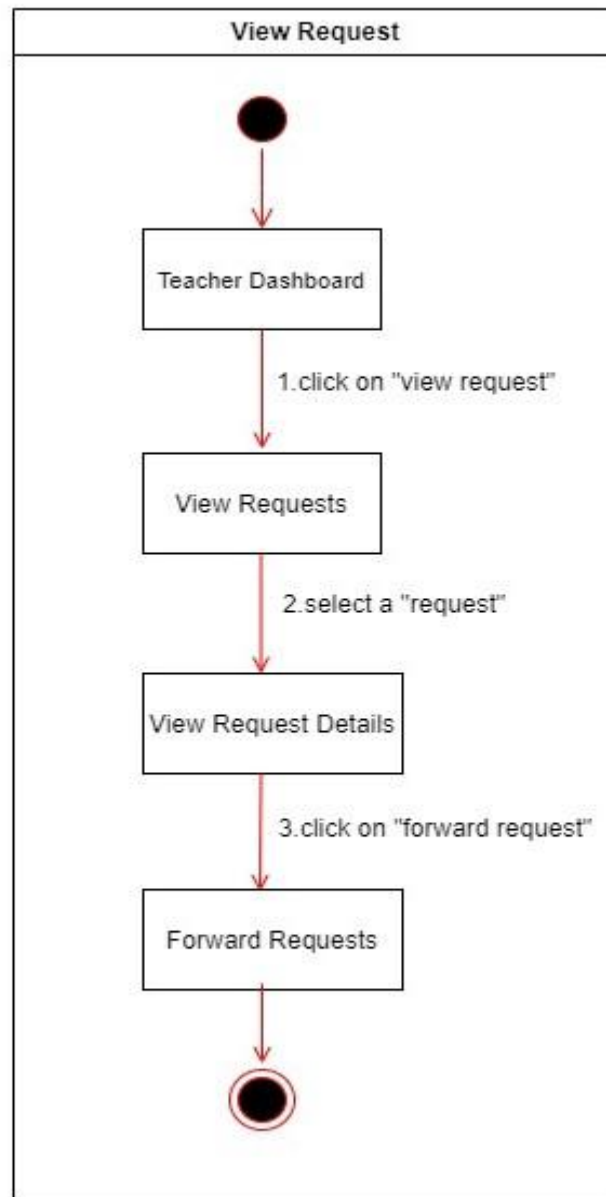 View Request
Teacher Dashboard
1.click on "view request"
View Requests
2.select a "request"
View Request Details
3.click on "forward request"
Forward Requests